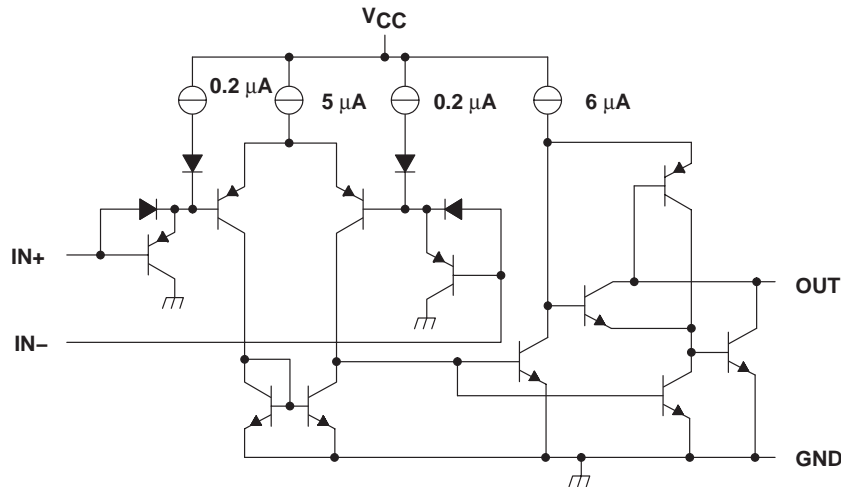 VCC
0.2 μA
5 μA
0.2 μA
6 μA
IN+
OUT
IN−
GND